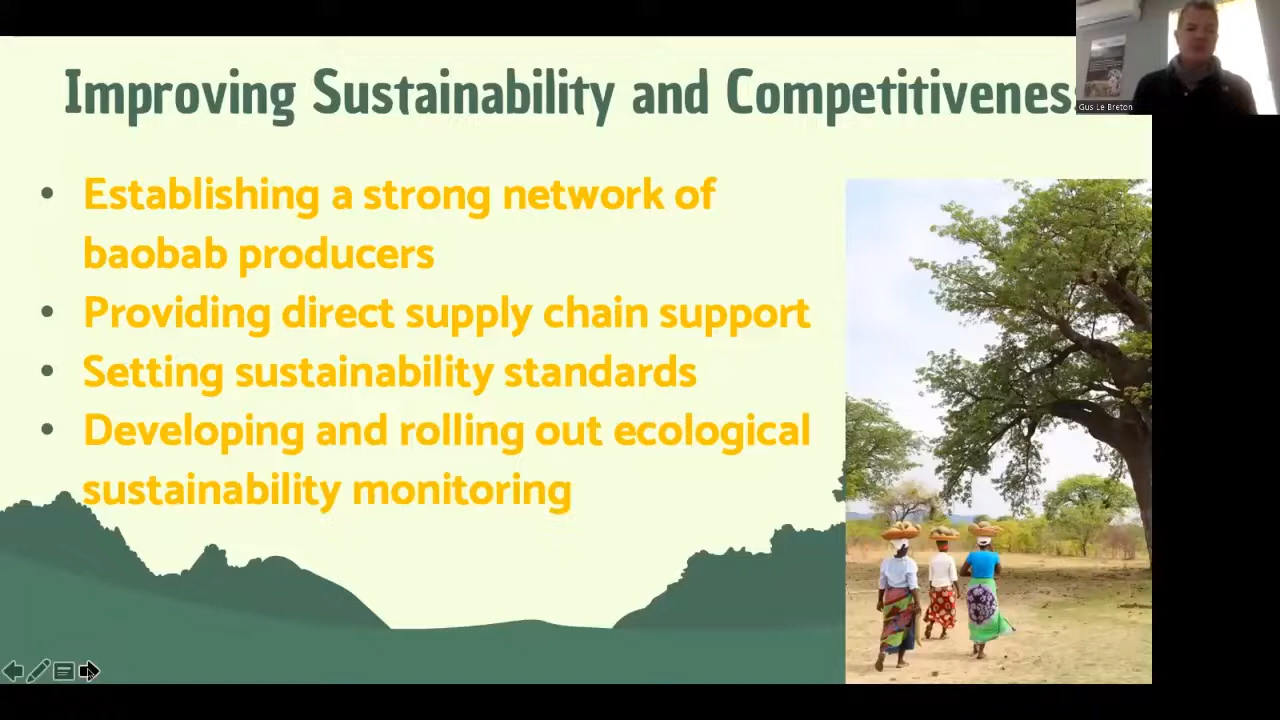 Improving Sustainability and Competitiveness
Gus Le Breton
• Establishing a strong network of
baobab producers
• Providing direct supply chain support
• Setting sustainability standards
• Developing and rolling out ecological
sustainability monitoring